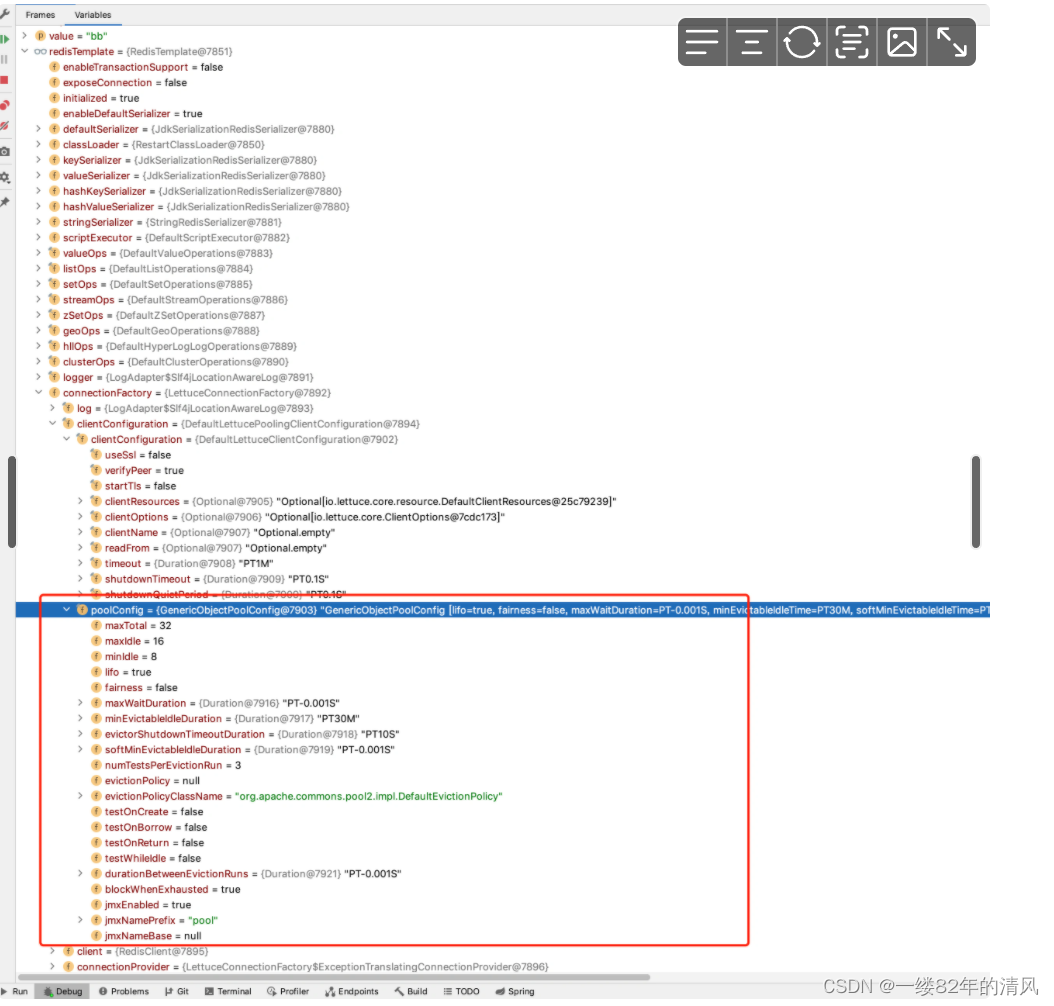 Frames Variables
value = "bb"
redisTemplate = {RedisTemplate@7851}
enableTransactionSupport = false
exposeConnection = false
initialized = true
enableDefaultSerializer = true
defaultSerializer = {JdkSerializationRedisSerializer@7880}
classLoader = {RestartClassLoader@7850}
keySerializer = {JdkSerializationRedisSerializer@7880}
valueSerializer = {JdkSerializationRedisSerializer@7880}
hashKeySerializer = {JdkSerializationRedisSerializer@7880}
hashValueSerializer = {JdkSerializationRedisSerializer@7880}
stringSerializer = {StringRedisSerializer@7881}
scriptExecutor = {DefaultScriptExecutor@7882}
valueOps = {DefaultValueOperations@7883}
listOps = {DefaultListOperations@7884}
setOps = {DefaultSetOperations@7885}
streamOps = {DefaultStreamOperations@7886}
zSetOps = {DefaultZSetOperations@7887}
geoOps = {DefaultGeoOperations@7888}
hllOps = {DefaultHyperLogLogOperations@7889}
clusterOps = {DefaultClusterOperations@7890}
logger = {LogAdapter$Slf4jLocationAwareLog@7891}
connectionFactory = {LettuceConnectionFactory@7892}
log = {LogAdapter$Slf4jLocationAwareLog@7893}
clientConfiguration = {DefaultLettucePoolingClientConfiguration@7894}
clientConfiguration = {DefaultLettuceClientConfiguration@7902}
useSsl = false
verifyPeer = true
startTls = false
clientResources = {Optional@7905} "Optional[io.lettuce.core.resource.DefaultClientResources@25c79239]"
clientOptions = {Optional@7906} "Optional[io.lettuce.core.ClientOptions@7cdc173]"
clientName = {Optional@7907} "Optional.empty"
readFrom = {Optional@7907} "Optional.empty"
timeout = {Duration@7908} "PT1M"
shutdownTimeout = {Duration@7909} "PT0.1S"
shutdownQuietPeriod = {Duration@7909} "PT0.1S"
poolConfig = {GenericObjectPoolConfig@7903} "GenericObjectPoolConfig [lifo=true, fairness=false, maxWaitDuration=PT-0.001S, minEvictableIdleTime=PT30M, softMinEvictableIdleTime=PT
maxTotal = 32
maxIdle = 16
minIdle = 8
lifo = true
fairness = false
maxWaitDuration = {Duration@7916} "PT-0.001S"
minEvictableIdleDuration = {Duration@7917} "PT30M"
evictorShutdownTimeoutDuration = {Duration@7918} "PT10S"
softMinEvictableIdleDuration = {Duration@7919} "PT-0.001S"
numTestsPerEvictionRun = 3
evictionPolicy = null
evictionPolicyClassName = "org.apache.commons.pool2.impl.DefaultEvictionPolicy"
testOnCreate = false
testOnBorrow = false
testOnReturn = false
testWhileIdle = false
durationBetweenEvictionRuns = {Duration@7921} "PT-0.001S"
blockWhenExhausted = true
jmxEnabled = true
jmxNamePrefix = "pool"
jmxNameBase = null
client = {RedisClient@7895}
connectionProvider = {LettuceConnectionFactory$ExceptionTranslatingConnectionProvider@7896}
Run Debug Problems Git Terminal Profiler Endpoints Build TODO Spring
CSDN @一缕82年的清风